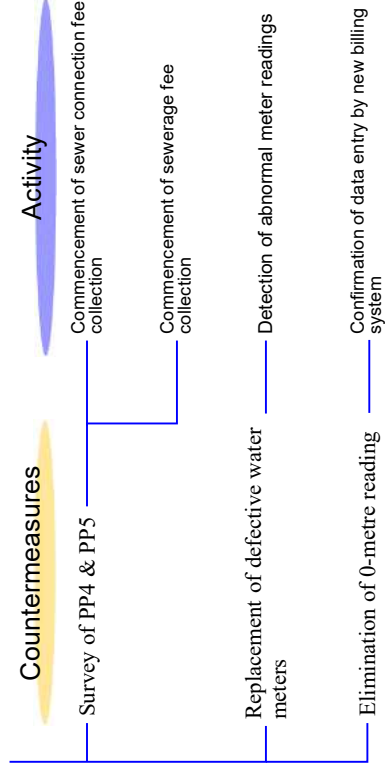 Countermeasures
Activity
Survey of PP4 & PP5
Commencement of sewer connection fee
collection
Commencement of sewerage fee
collection
Replacement of defective water
meters
Detection of abnormal meter readings
Elimination of 0-metre reading
Confirmation of data entry by new billing
system